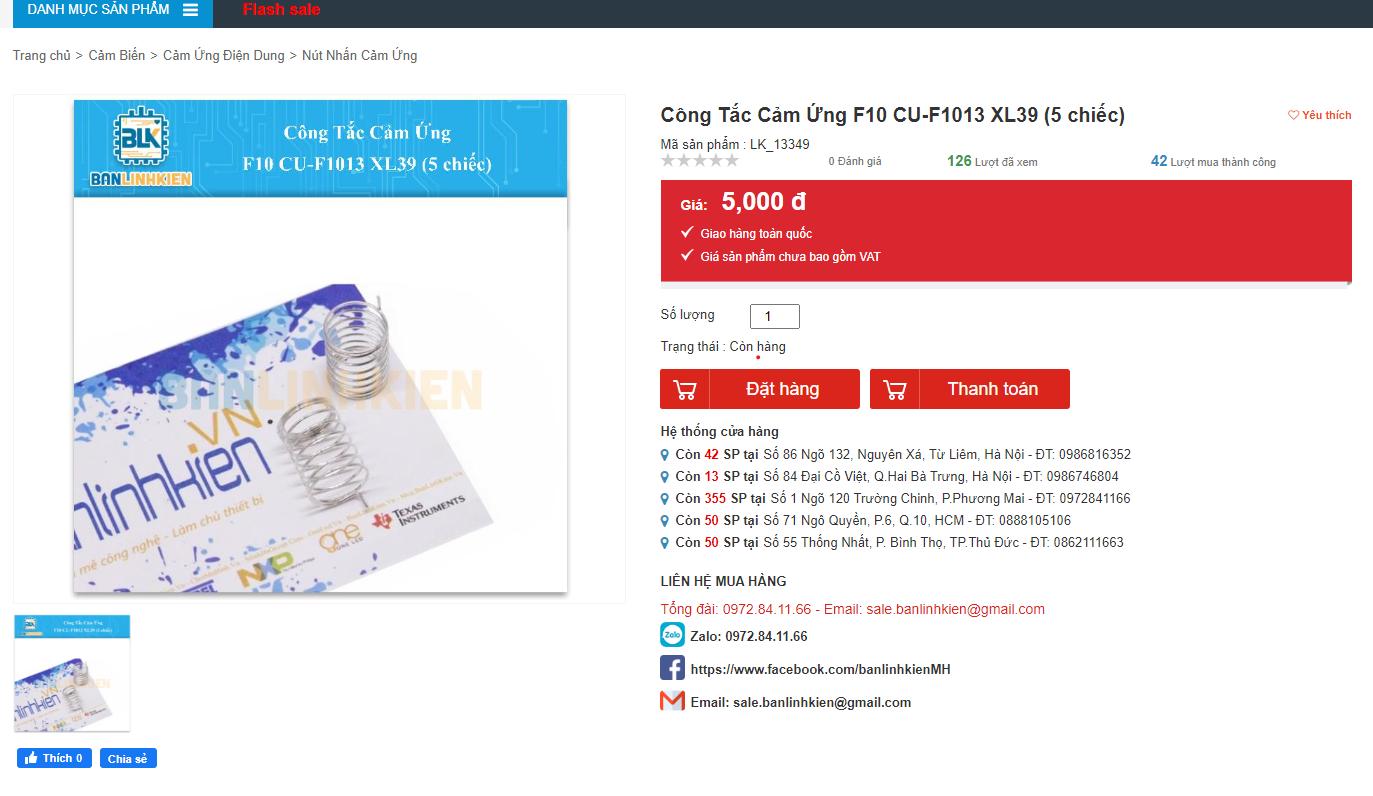 DANH MỤC SẢN PHẨM
Flash sale
Trang chủ > Cảm Biến > Cảm Ứng Điện Dung > Nút Nhấn Cảm Ứng
BLK
BANLINHKIEN
Công Tắc Cảm Ứng
F10 CU-F1013 XL39 (5 chiếc)
BANLINHKIEN
.VN
nlinhkien
mê công nghệ - Làm chủ thiết bị
TEXAS
INSTRUMENTS
one
NXP
Công Tắc Cảm Ứng F10 CU-F1013 XL39 (5 chiếc)
Yêu thích
Mã sản phẩm : LK_13349
0 Đánh giá
126 Lượt đã xem
42 Lượt mua thành công
Giá: 5,000 đ
Giao hàng toàn quốc
Giá sản phẩm chưa bao gồm VAT
Số lượng 1
Trạng thái : Còn hàng
Đặt hàng
Thanh toán
Hệ thống cửa hàng
Còn 42 SP tại Số 86 Ngõ 132, Nguyên Xá, Từ Liêm, Hà Nội - ĐT: 0986816352
Còn 13 SP tại Số 84 Đại Cồ Việt, Q.Hai Bà Trưng, Hà Nội - ĐT: 0986746804
Còn 355 SP tại Số 1 Ngõ 120 Trường Chinh, P.Phương Mai - ĐT: 0972841166
Còn 50 SP tại Số 71 Ngô Quyền, P.6, Q.10, HCM - ĐT: 0888105106
Còn 50 SP tại Số 55 Thống Nhất, P. Bình Thọ, TP.Thủ Đức - ĐT: 0862111663
LIÊN HỆ MUA HÀNG
Tổng đài: 0972.84.11.66 - Email: sale.banlinhkien@gmail.com
Zalo
Zalo: 0972.84.11.66
https://www.facebook.com/banlinhkienMH
Email: sale.banlinhkien@gmail.com
Công Tắc Cảm Ứng
F10 CU-F1013 XL39 (5 chiếc)
Thích 0
Chia sẻ